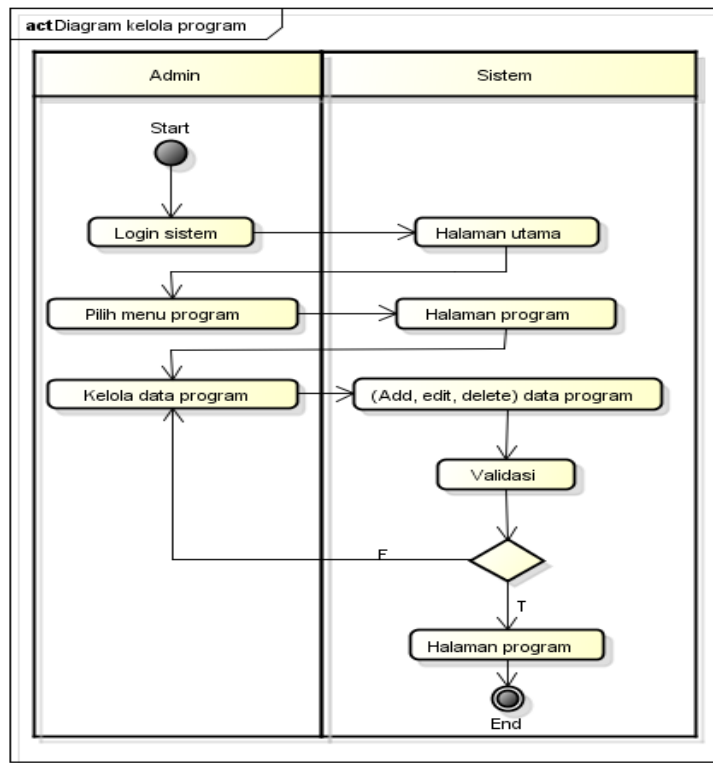 act Diagram kelola program
Admin
Sistem
Start
Login sistem
Halaman utama
Pilih menu program
Halaman program
Kelola data program
(Add, edit, delete) data program
Validasi
F
T
Halaman program
End